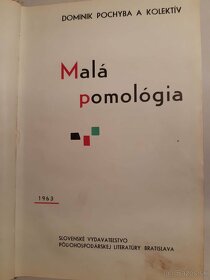 DOMINIK POCHYBA A KOLEKTÍV
Malá
pomológia
1963
SLOVENSKÉ VYDAVATEĽSTVO
PÔDOHOSPODÁRSKEJ LITERATÚRY BRATISLAVA